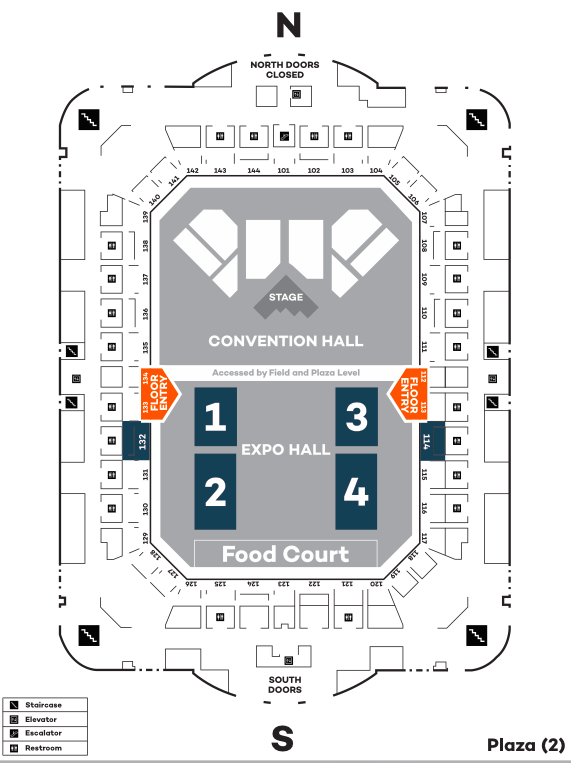 N
NORTH DOORS
CLOSED
142 143 144 101 102 103 104
141
105
140
106
139
107
138
108
137
109
136
110
135
111
STAGE
CONVENTION HALL
Accessed by Field and Plaza Level
134
133
FLOOR
ENTRY
112
113
FLOOR
ENTRY
1
3
132
EXPO HALL
114
2
4
131
115
130
116
129
117
Food Court
128
118
127
119
126 125 124 123 122 121 120
SOUTH
DOORS
S
Staircase
Elevator
Escalator
Restroom
Plaza (2)